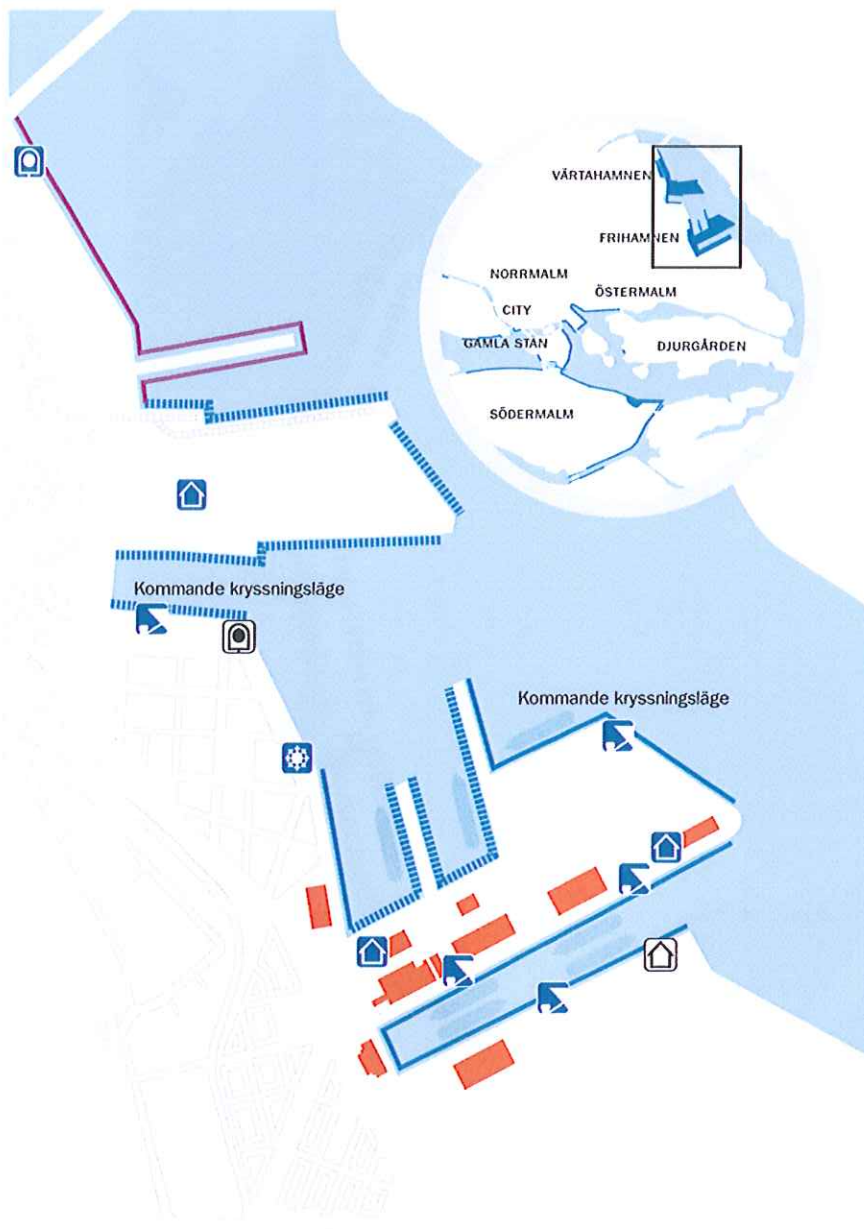 VÄRTAHAMNEN
FRIHAMNEN
NORRMALM
ÖSTERMALM
CITY
GAMLA STAN
DJURGÅRDEN
SÖDERMALM
Kommande kryssningsläge
Kommande kryssningsläge